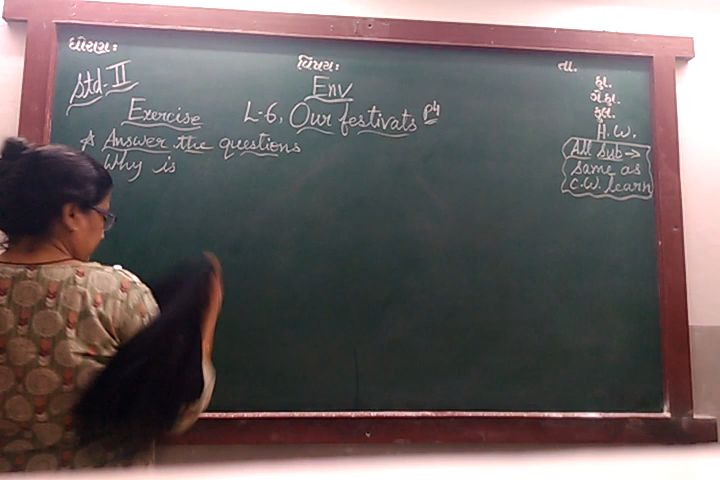 ધોરણઃ
વિષયઃ
તા.
Std-II
Env
હા.
ગે.હા.
કુલ.
Exercise
L-6, Our festivals P4
H.W.
A Answer the questions
Why is
All Sub→
Same as
C.W. learn